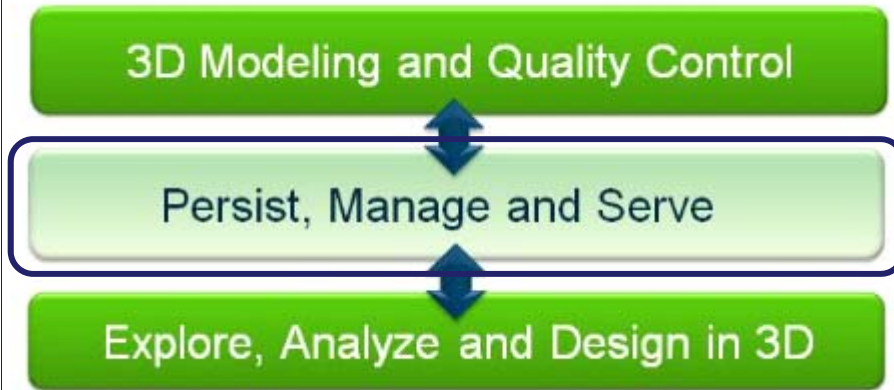 3D Modeling and Quality Control
Persist, Manage and Serve
Explore, Analyze and Design in 3D